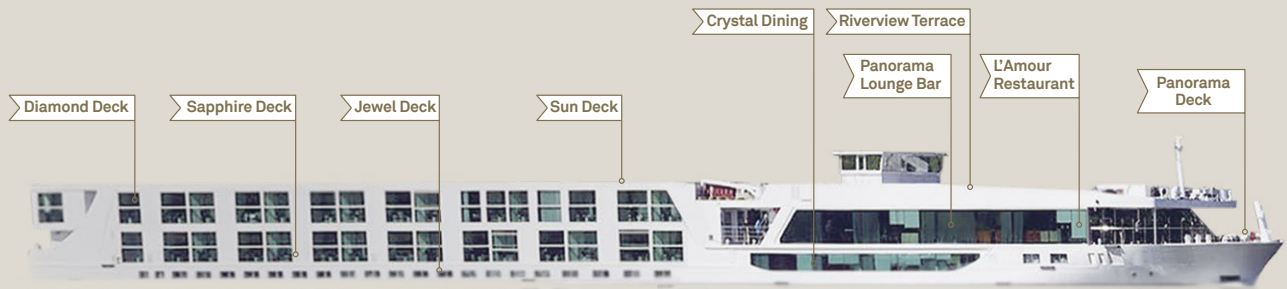 Crystal Dining
Riverview Terrace
Panorama
Lounge Bar
L'Amour
Restaurant
Panorama
Deck
Diamond Deck
Sapphire Deck
Jewel Deck
Sun Deck